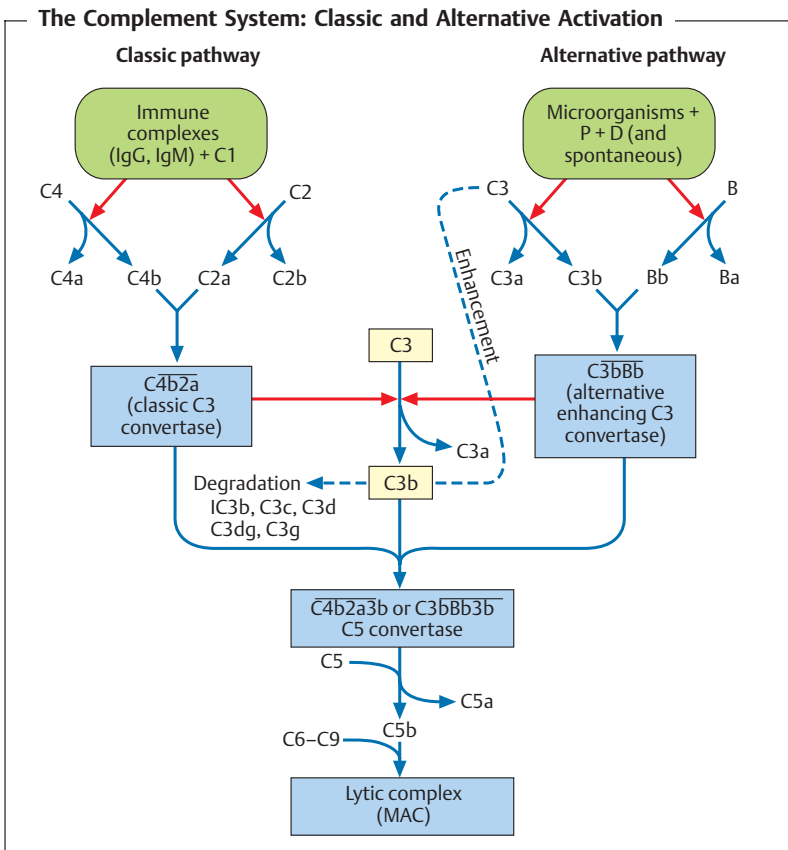 The Complement System: Classic and Alternative Activation
Classic pathway
Alternative pathway
Immune
complexes
(IgG, IgM) + C1
Microorganisms +
P + D (and
spontaneous)
C4
C2
C3
B
C4a
C4b
C2a
C2b
C3a
C3b
Bb
Ba
Enhancement
C3
C4b2a
(classic C3
convertase)
C3bBb
(alternative
enhancing C3
convertase)
C3a
Degradation
C3b
IC3b, C3c, C3d
C3dg, C3g
C4b2a3b or C3bBb3b
C5 convertase
C5
C5a
C5b
C6–C9
Lytic complex
(MAC)